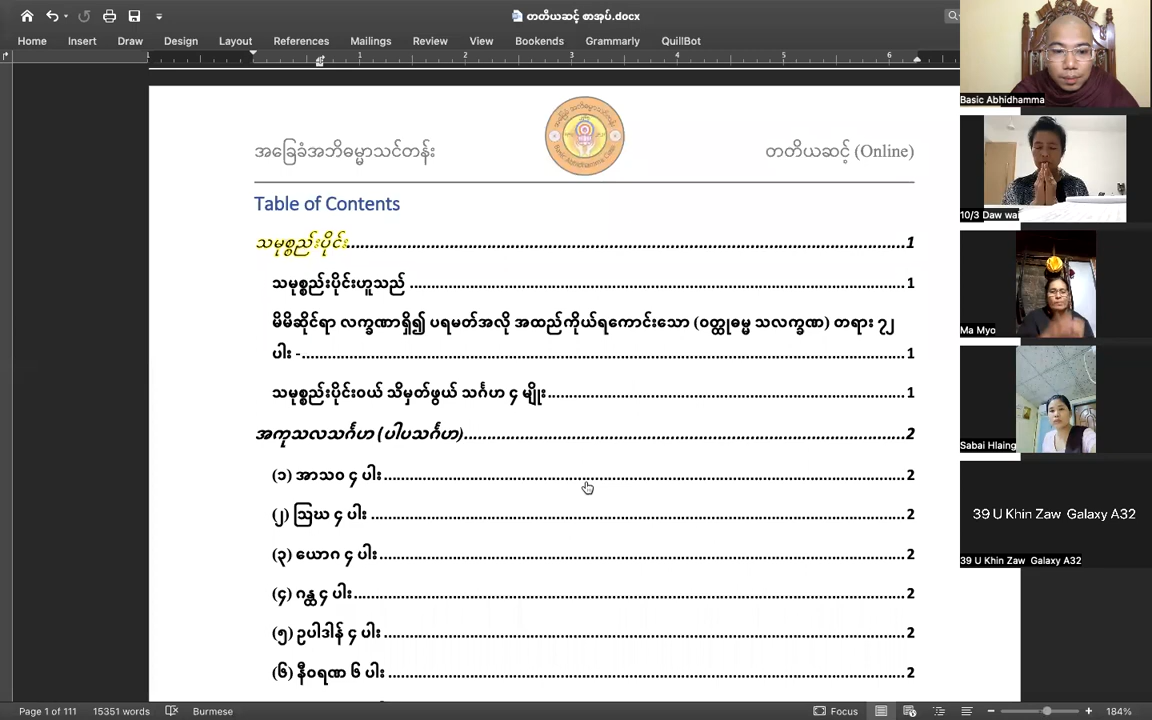 တတိယဆင့် စာအုပ်.docx
Home Insert Draw Design Layout References Mailings Review View Bookends Grammarly QuillBot
1 1 2 3 4 5 6
အခြေခံအဘိဓမ္မာသင်တန်း
တတိယဆင့် (Online)
Table of Contents
သမုစ္စည်းပိုင်း 1
သမုစ္စည်းပိုင်းဟူသည် 1
မိမိဆိုင်ရာ လက္ခဏာရှိ၍ ပရမတ်အလို အထည်ကိုယ်ရကောင်းသော (ဝတ္ထုဓမ္မ သလက္ခဏ) တရား ၇၂
ပါး - 1
သမုစ္စည်းပိုင်းဝယ် သိမှတ်ဖွယ် သင်္ဂဟ ၄ မျိုး 1
အကုသလသင်္ဂဟ (ပါပသင်္ဂဟ) 2
(၁) အာသဝ ၄ ပါး 2
(၂) ဩဃ ၄ ပါး 2
(၃) ယောဂ ၄ ပါး 2
(၄) ဂန္ထ ၄ ပါး 2
(၅) ဥပါဒါန် ၄ ပါး 2
(၆) နီဝရဏ ၆ ပါး 2
Page 1 of 111 15351 words Burmese Focus 184%
Basic Abhidhamma
10/3 Daw wai
Ma Myo
Sabai Hlaing
39 U Khin Zaw Galaxy A32
39 U Khin Zaw Galaxy A32